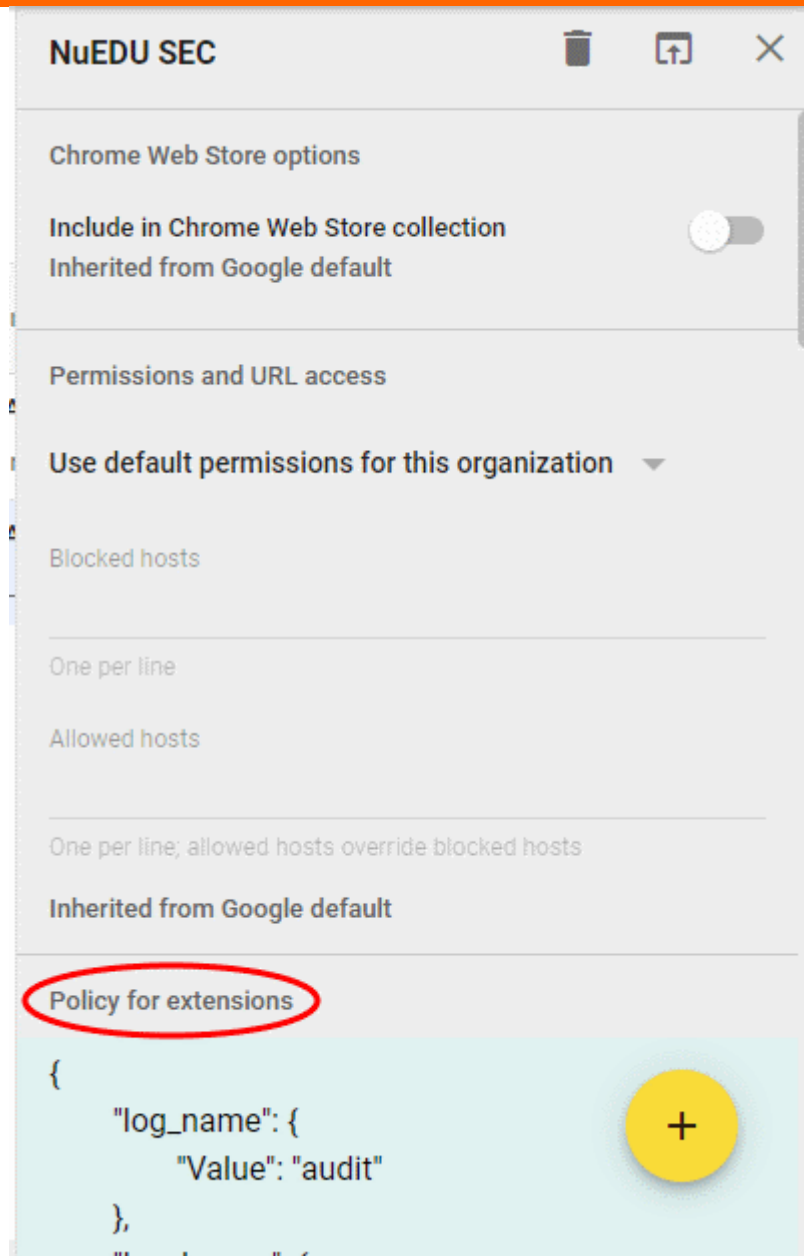 NuEDU SEC
Chrome Web Store options
Include in Chrome Web Store collection
Inherited from Google default
Permissions and URL access
Use default permissions for this organization
Blocked hosts
One per line
Allowed hosts
One per line; allowed hosts override blocked hosts
Inherited from Google default
Policy for extensions
{
"log_name": {
"Value": "audit"
},